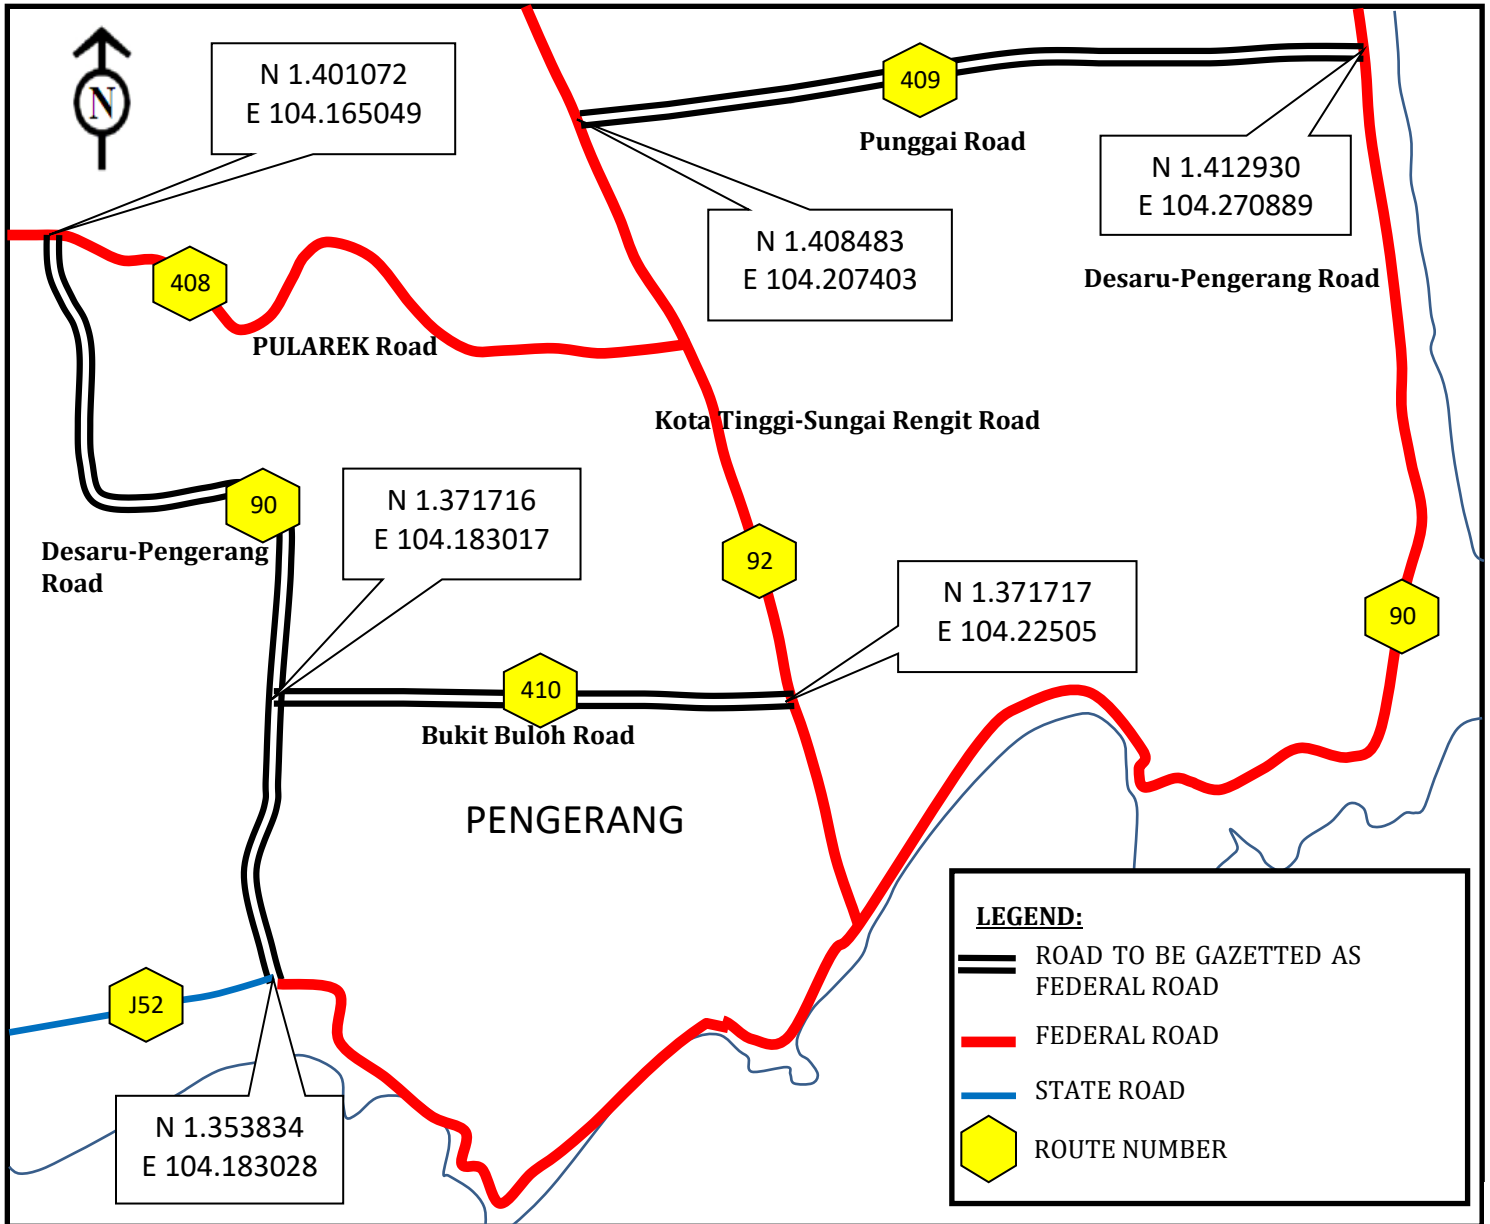 N
N 1.401072
E 104.165049
409
Punggai Road
N 1.412930
E 104.270889
N 1.408483
E 104.207403
Desaru-Pengerang Road
408
PULAREK Road
Kota Tinggi-Sungai Rengit Road
N 1.371716
E 104.183017
90
Desaru-Pengerang
Road
92
N 1.371717
E 104.22505
90
410
Bukit Buloh Road
PENGERANG
J52
N 1.353834
E 104.183028
LEGEND:
ROAD TO BE GAZETTED AS
FEDERAL ROAD
FEDERAL ROAD
STATE ROAD
ROUTE NUMBER